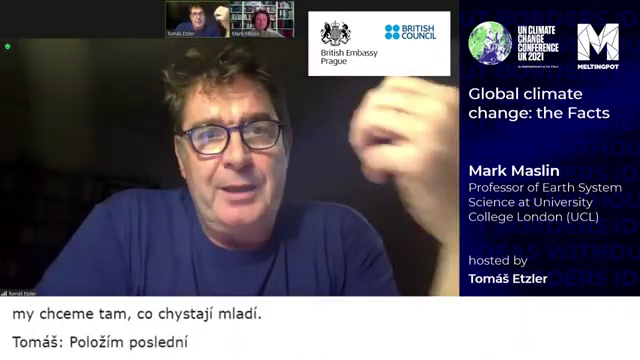 Tomáš Etzler
Mark Maslin
British Embassy
Prague
BRITISH
COUNCIL
UN CLIMATE
CHANGE
CONFERENCE
UK 2021
MELTINGPOT
Global climate
change: the Facts
Mark Maslin
Professor of Earth System
Science at University
College London (UCL)
hosted by
Tomáš Etzler
Tomáš Etzler
my chceme tam, co chystají mladí.
Tomáš: Položím poslední